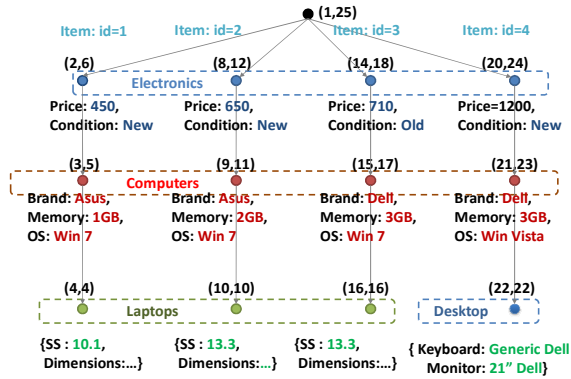 (1,25)
Item: id=1 Item: id=2 Item: id=3 Item: id=4
(2,6) (8,12) (14,18) (20,24)
Electronics
Price: 450, Price: 650, Price: 710, Price=1200,
Condition: New Condition: New Condition: Old Condition: New
(3,5) (9,11) (15,17) (21,23)
Computers
Brand: Asus, Brand: Asus, Brand: Dell, Brand: Dell,
Memory: 1GB, Memory: 2GB, Memory: 3GB, Memory: 3GB,
OS: Win 7 OS: Win 7 OS: Win 7 OS: Win Vista
(4,4) (10,10) (16,16) (22,22)
Laptops Desktop
{SS : 10.1, {SS : 13.3, {SS : 13.3, { Keyboard: Generic Dell
Dimensions:...} Dimensions:...} Dimensions:...} Monitor: 21” Dell}